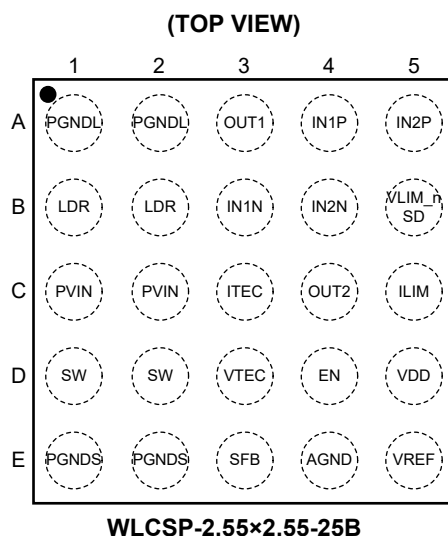 (TOP VIEW)
1 2 3 4 5
A PGNDL PGNDL OUT1 IN1P IN2P
B LDR LDR IN1N IN2N VLIM_n
SD
C PVIN PVIN ITEC OUT2 ILIM
D SW SW VTEC EN VDD
E PGNDS PGNDS SFB AGND VREF
WLCSP-2.55×2.55-25B